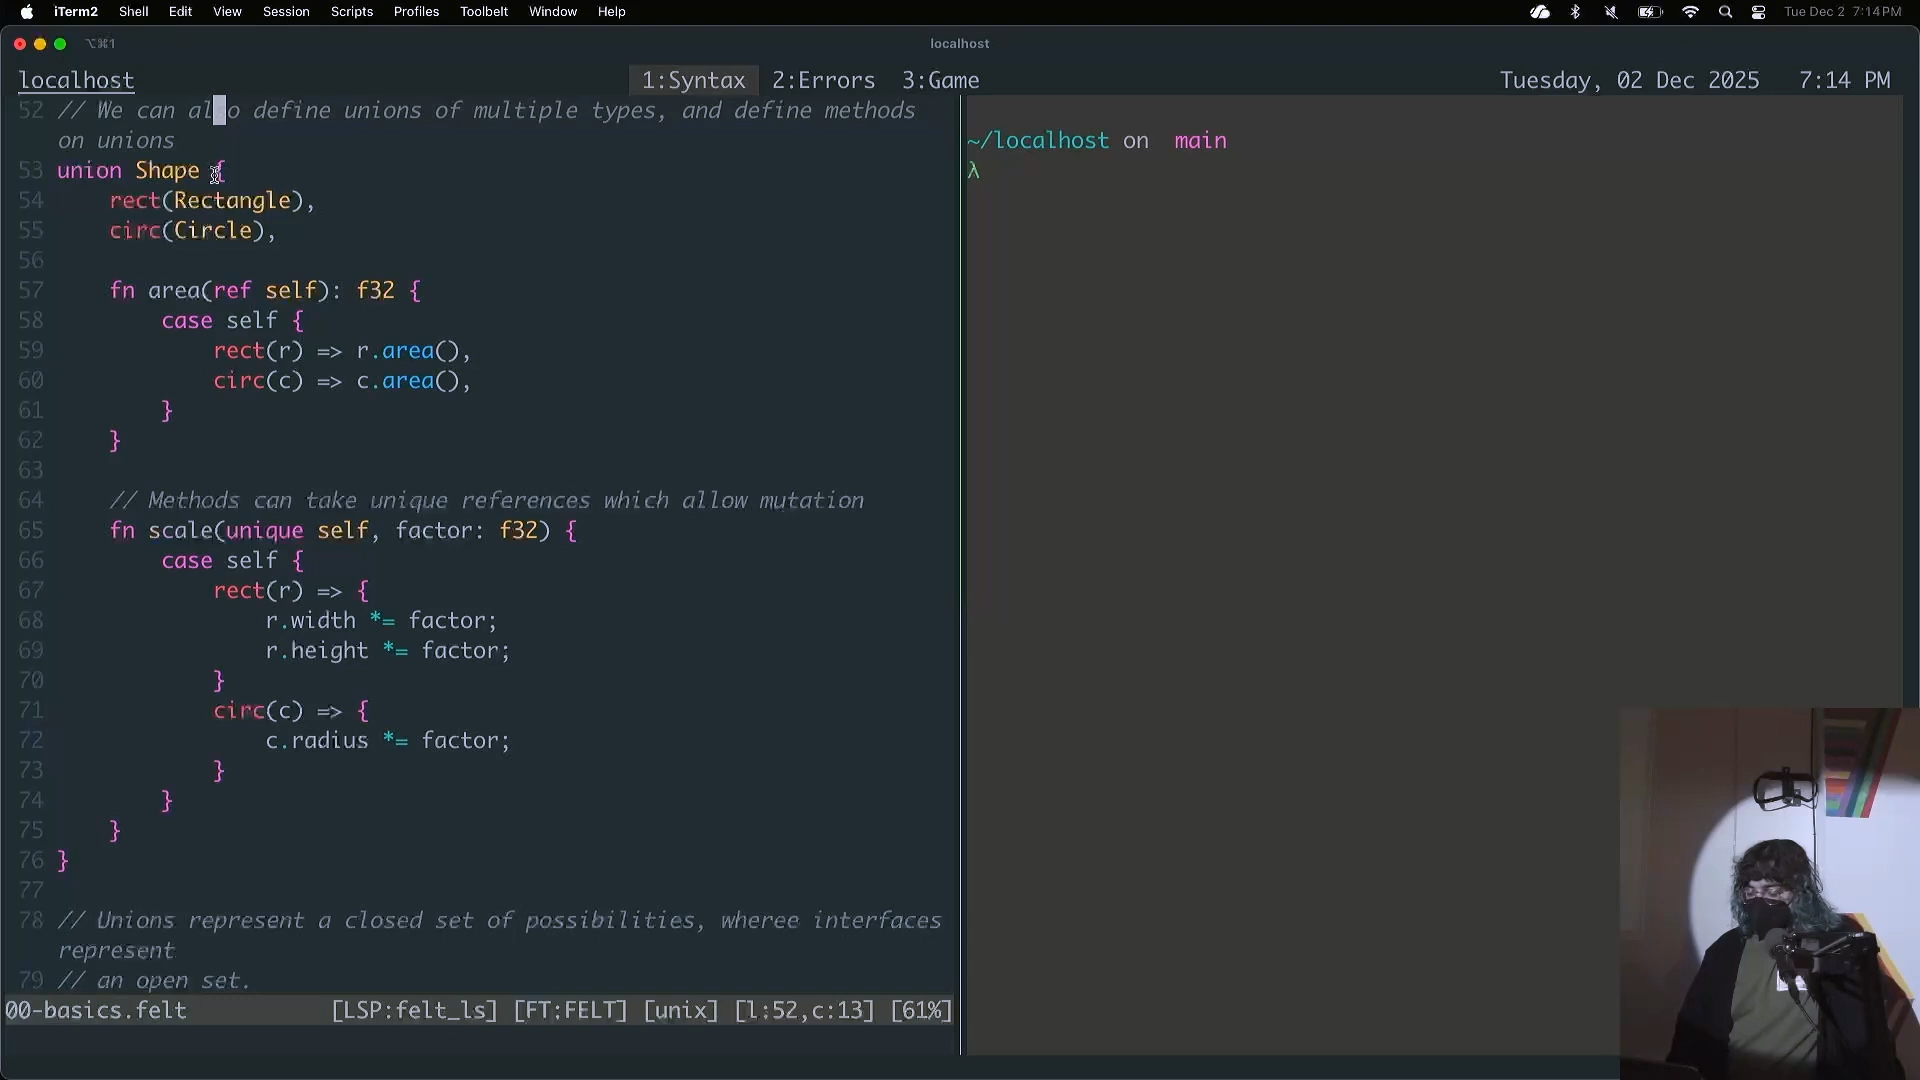 iTerm2 Shell Edit View Session Scripts Profiles Toolbelt Window Help Tue Dec 2 7:14 PM
⌥⌘1 localhost
localhost 1:Syntax 2:Errors 3:Game Tuesday, 02 Dec 2025 7:14 PM
52 // We can also define unions of multiple types, and define methods
on unions
53 union Shape {
54 rect(Rectangle),
55 circ(Circle),
56
57 fn area(ref self): f32 {
58 case self {
59 rect(r) => r.area(),
60 circ(c) => c.area(),
61 }
62 }
63
64 // Methods can take unique references which allow mutation
65 fn scale(unique self, factor: f32) {
66 case self {
67 rect(r) => {
68 r.width *= factor;
69 r.height *= factor;
70 }
71 circ(c) => {
72 c.radius *= factor;
73 }
74 }
75 }
76 }
77
78 // Unions represent a closed set of possibilities, wheree interfaces
represent
79 // an open set.
00-basics.felt [LSP:felt_ls] [FT:FELT] [unix] [l:52,c:13] [61%]
~/localhost on main
λ